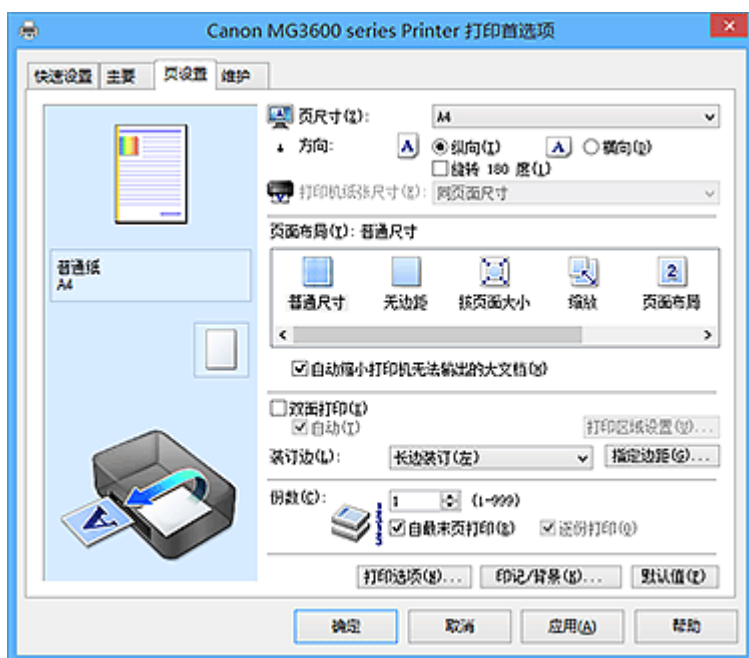 Canon MG3600 series Printer 打印首选项
快速设置 主要 页设置 维护
页尺寸(Z): A4
方向: A 纵向(I) A 横向(D)
旋转 180 度(L)
打印机纸张尺寸(E): 同页面尺寸
页面布局(Y): 普通尺寸
普通纸
A4
普通尺寸 无边距 按页面大小 缩放 2 页面布局
自动缩小打印机无法输出的大文档(N)
双面打印(X)
自动(T)
打印区域设置(U)...
装订边(L): 长边装订(左) 指定边距(G)...
份数(C): 1 (1-999)
自最末页打印(R) 逐份打印(O)
A
打印选项(N)... 印记/背景(K)... 默认值(F)
确定 取消 应用(A) 帮助